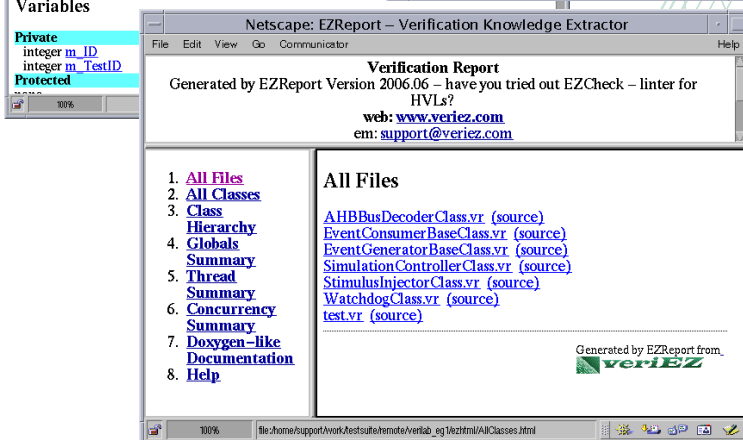 Variables
Private
integer m_ID
integer m_TestID
Protected
100%
Netscape: EZReport – Verification Knowledge Extractor
File Edit View Go Communicator Help
Verification Report
Generated by EZReport Version 2006.06 – have you tried out EZCheck – linter for
HVLs?
web: www.veriez.com
em: support@veriez.com
1. All Files
2. All Classes
3. Class
Hierarchy
4. Globals
Summary
5. Thread
Summary
6. Concurrency
Summary
7. Doxygen–like
Documentation
8. Help
All Files
AHBBusDecoderClass.vr (source)
EventConsumerBaseClass.vr (source)
EventGeneratorBaseClass.vr (source)
SimulationControllerClass.vr (source)
StimulusInjectorClass.vr (source)
WatchdogClass.vr (source)
test.vr (source)
Generated by EZReport from
veriEZ
100%
file:/home/support/work/testsuite/remote/verilab_eg1/ezhtml/AllClasses.html